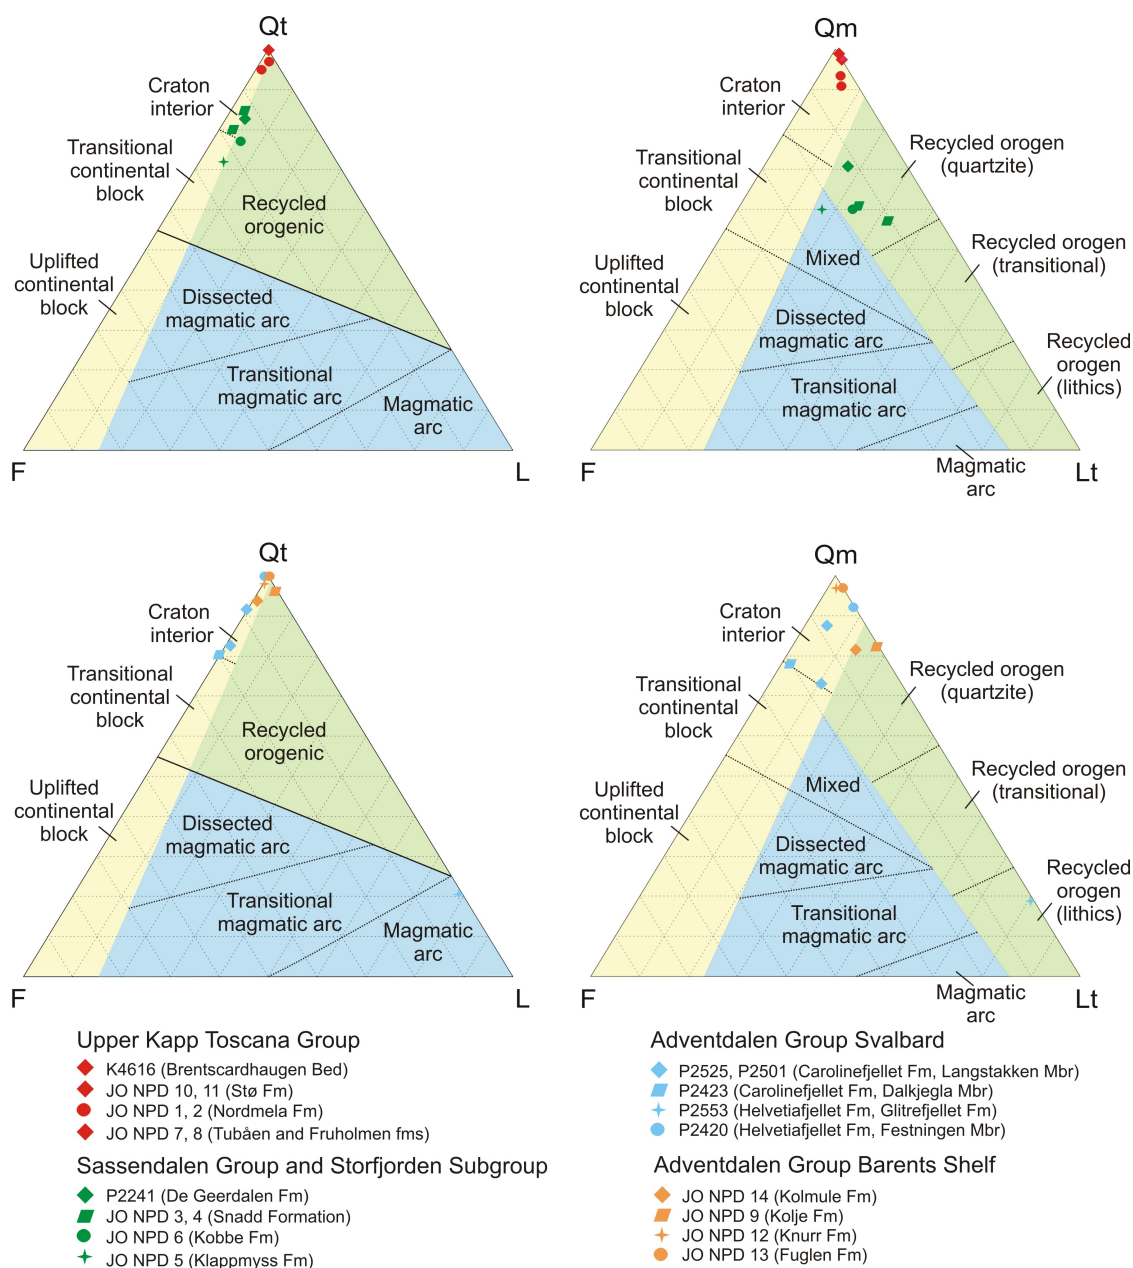 Qt
Craton
interior
Transitional
continental
block
Recycled
orogenic
Uplifted
continental
block
Dissected
magmatic arc
Transitional
magmatic arc
Magmatic
arc
F
L
Qm
Craton
interior
Recycled orogen
(quartzite)
Transitional
continental
block
Recycled orogen
(transitional)
Mixed
Uplifted
continental
block
Dissected
magmatic arc
Recycled
orogen
(lithics)
Transitional
magmatic arc
Magmatic
arc
F
Lt
Qt
Craton
interior
Transitional
continental
block
Recycled
orogenic
Uplifted
continental
block
Dissected
magmatic arc
Transitional
magmatic arc
Magmatic
arc
F
L
Qm
Craton
interior
Recycled orogen
(quartzite)
Transitional
continental
block
Recycled orogen
(transitional)
Mixed
Uplifted
continental
block
Dissected
magmatic arc
Recycled
orogen
(lithics)
Transitional
magmatic arc
Magmatic
arc
F
Lt
Upper Kapp Toscana Group
K4616 (Brentscardhaugen Bed)
JO NPD 10, 11 (Stø Fm)
JO NPD 1, 2 (Nordmela Fm)
JO NPD 7, 8 (Tubåen and Fruholmen fms)
Sassendalen Group and Storfjorden Subgroup
P2241 (De Geerdalen Fm)
JO NPD 3, 4 (Snadd Formation)
JO NPD 6 (Kobbe Fm)
JO NPD 5 (Klappmyss Fm)
Adventdalen Group Svalbard
P2525, P2501 (Carolinefjellet Fm, Langstakken Mbr)
P2423 (Carolinefjellet Fm, Dalkjegla Mbr)
P2553 (Helvetiafjellet Fm, Glitrefjellet Fm)
P2420 (Helvetiafjellet Fm, Festningen Mbr)
Adventdalen Group Barents Shelf
JO NPD 14 (Kolmule Fm)
JO NPD 9 (Kolje Fm)
JO NPD 12 (Knurr Fm)
JO NPD 13 (Fuglen Fm)